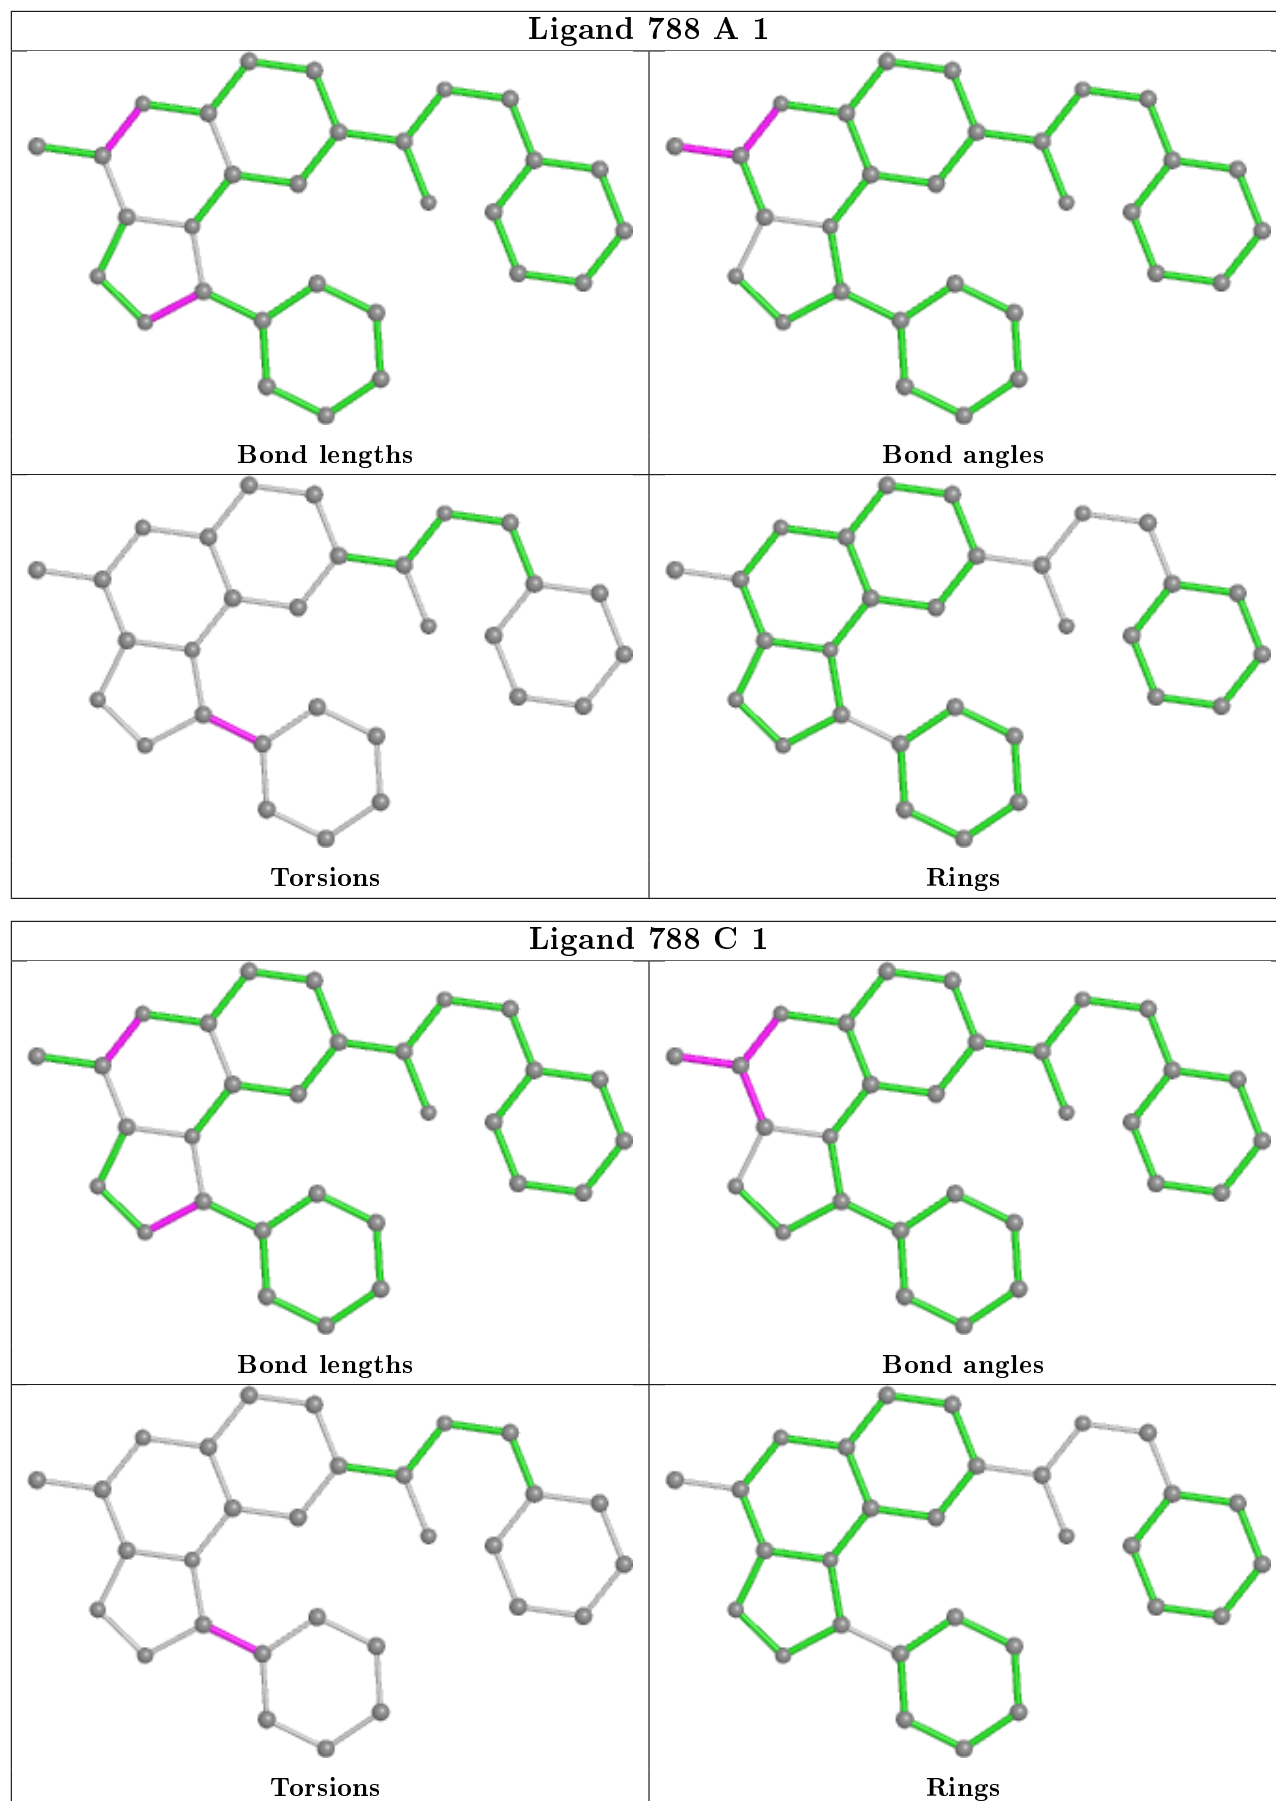 Ligand 788 A 1
Bond lengths
Bond angles
Torsions
Rings
Ligand 788 C 1
Bond lengths
Bond angles
Torsions
Rings